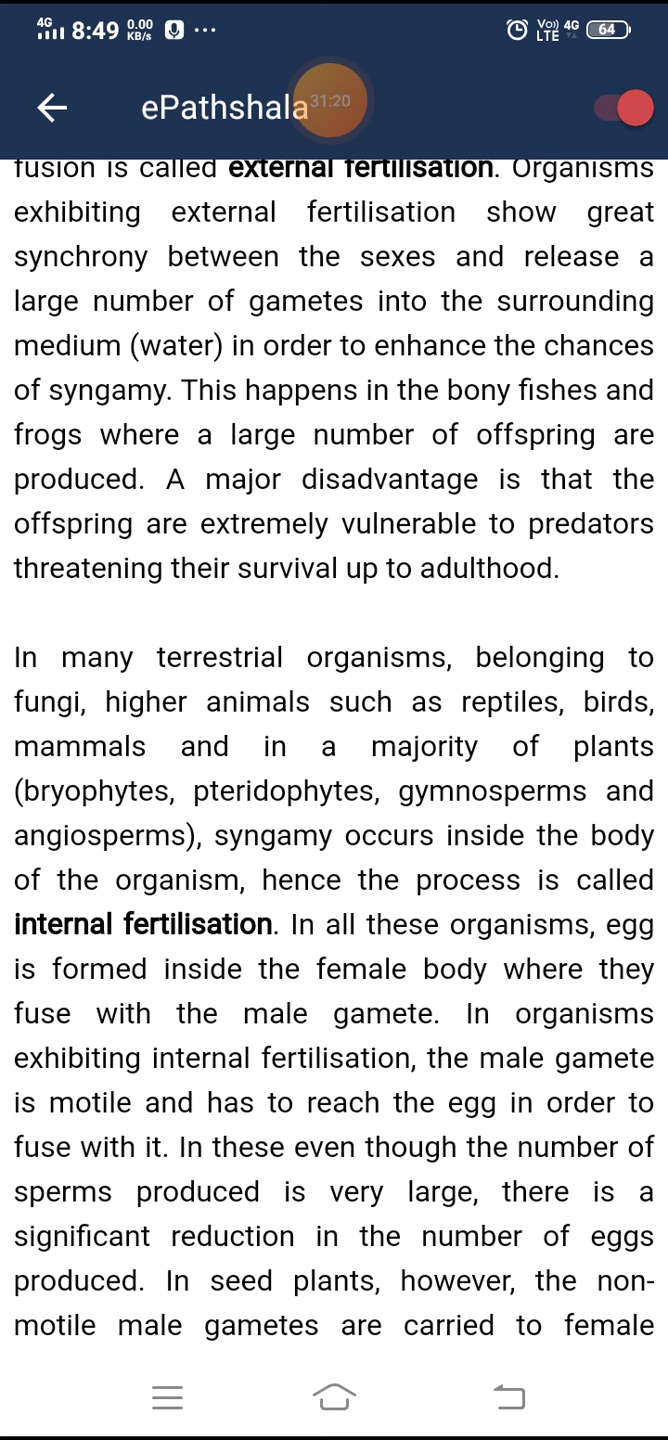 4G 8:49 0.00 KB/s ... Vo)) LTE 4G 64
ePathshala 31:20
fusion is called external fertilisation. Organisms
exhibiting external fertilisation show great
synchrony between the sexes and release a
large number of gametes into the surrounding
medium (water) in order to enhance the chances
of syngamy. This happens in the bony fishes and
frogs where a large number of offspring are
produced. A major disadvantage is that the
offspring are extremely vulnerable to predators
threatening their survival up to adulthood.
In many terrestrial organisms, belonging to
fungi, higher animals such as reptiles, birds,
mammals and in a majority of plants
(bryophytes, pteridophytes, gymnosperms and
angiosperms), syngamy occurs inside the body
of the organism, hence the process is called
internal fertilisation. In all these organisms, egg
is formed inside the female body where they
fuse with the male gamete. In organisms
exhibiting internal fertilisation, the male gamete
is motile and has to reach the egg in order to
fuse with it. In these even though the number of
sperms produced is very large, there is a
significant reduction in the number of eggs
produced. In seed plants, however, the non-
motile male gametes are carried to female